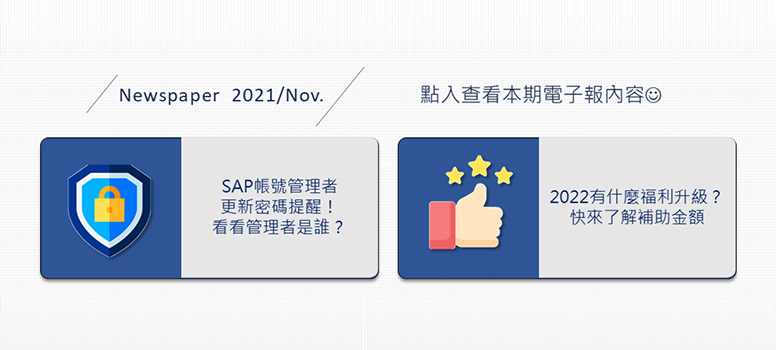 Newspaper 2021/Nov.
點入查看本期電子報內容☺
SAP帳號管理者
更新密碼提醒！
看看管理者是誰？
2022有什麼福利升級？
快來了解補助金額